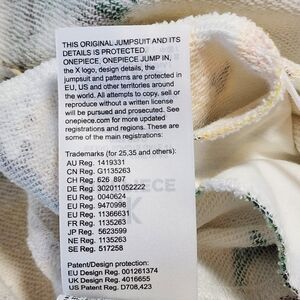 THIS ORIGINAL JUMPSUIT AND ITS
DETAILS IS PROTECTED.
ONEPIECE, ONEPIECE JUMP IN,
the X logo, design details, the
jumpsuit and patterns are protected in
EU, US and other territories around
the world. All attempts to copy, sell or
reproduce without a written license
will be pursued and prosecuted. See
onepiece.com for more updated
registrations and regions. These are
some of the main registrations:
Trademarks (for 25,35 and others):
AU Reg. 1419331
CN Reg. G1135263
CH Reg. 626 897
DE Reg. 302011052222
EU Reg. 0040624
EU Reg. 9470998
EU Reg. 11366631
FR Reg. 1135263
JP Reg. 5623599
NE Reg. 1135263
SE Reg. 517258
Patent/Design protection:
EU Design Reg. 001261374
UK Design Reg. 4016655
US Patent Reg. D708,423